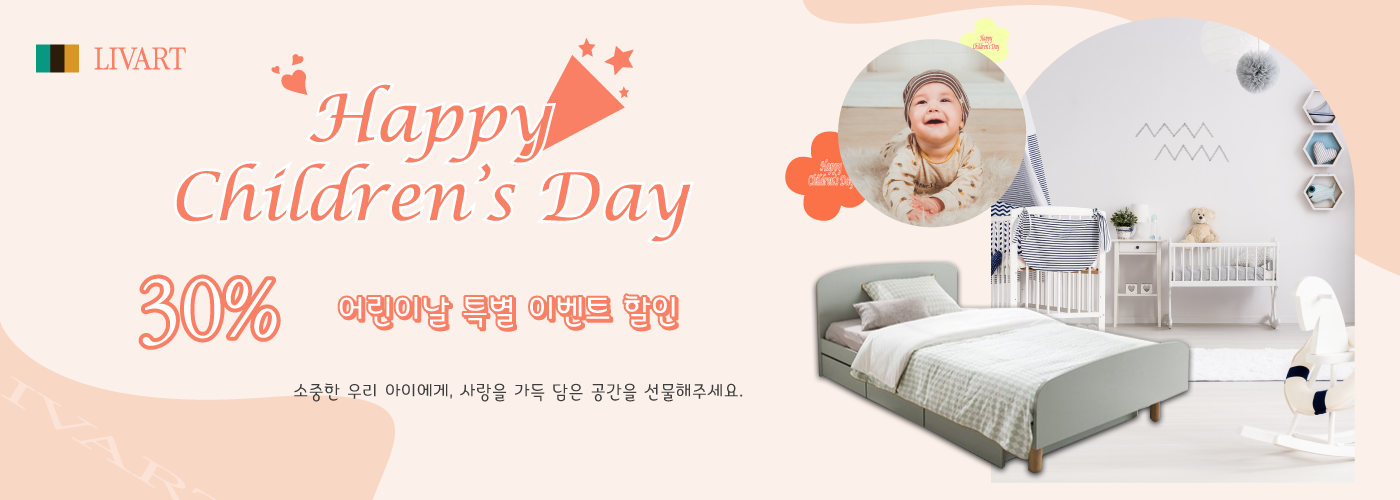 LIVART
Happy
Children's Day
30%
어린이날 특별 이벤트 할인
소중한 우리 아이에게, 사랑을 가득 담은 공간을 선물해주세요.
Happy
Children's Day
Happy
Children's Day
IVART